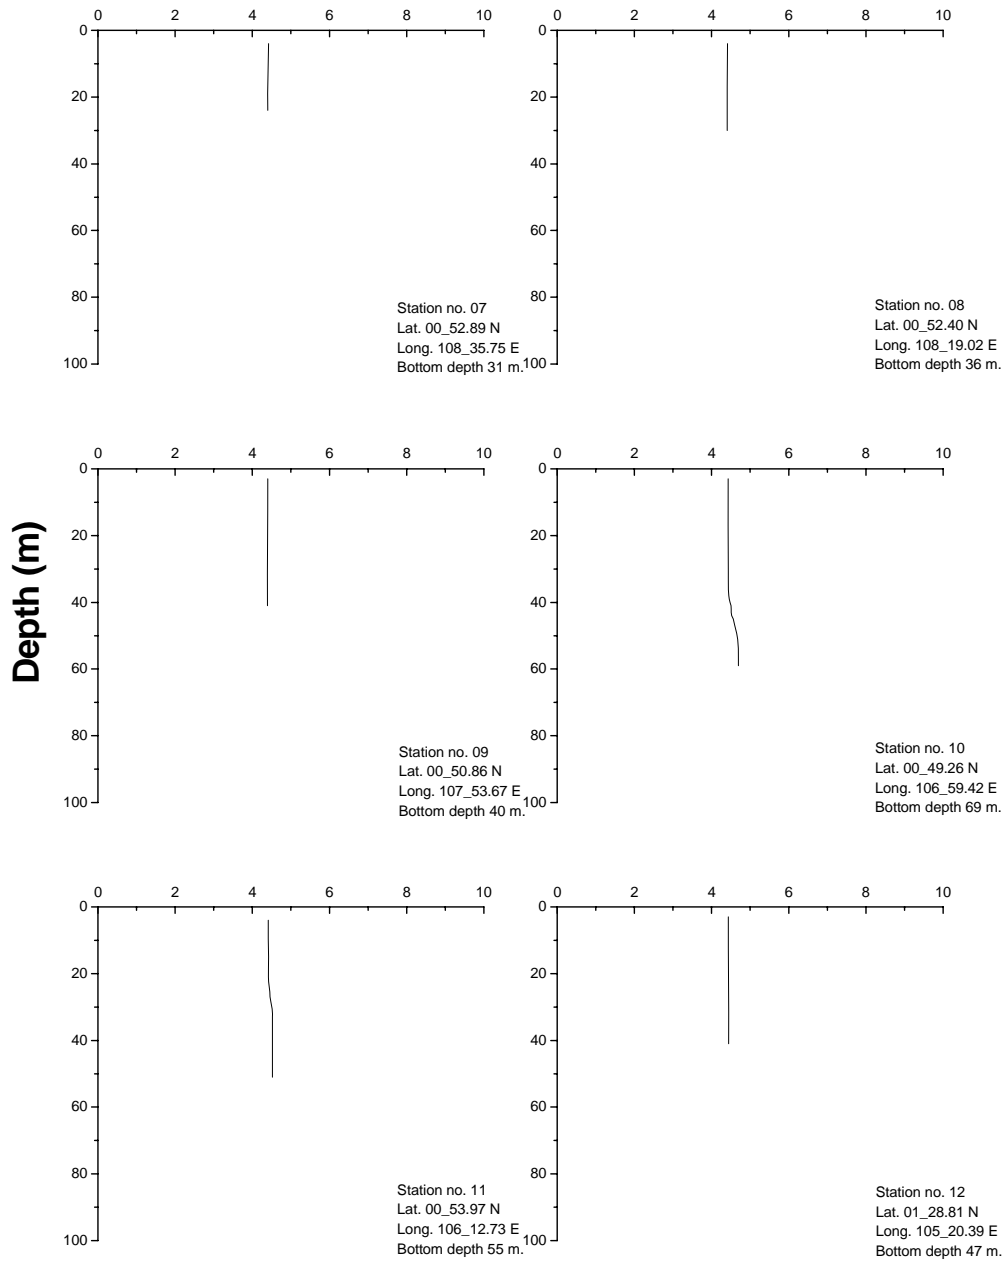 0 2 4 6 8 10
0
20
40
60
80
100
Station no. 07
Lat. 00_52.89 N
Long. 108_35.75 E
Bottom depth 31 m.
0 2 4 6 8 10
0
20
40
60
80
100
Station no. 08
Lat. 00_52.40 N
Long. 108_19.02 E
Bottom depth 36 m.
Depth (m)
0 2 4 6 8 10
0
20
40
60
80
100
Station no. 09
Lat. 00_50.86 N
Long. 107_53.67 E
Bottom depth 40 m.
0 2 4 6 8 10
0
20
40
60
80
100
Station no. 10
Lat. 00_49.26 N
Long. 106_59.42 E
Bottom depth 69 m.
0 2 4 6 8 10
0
20
40
60
80
100
Station no. 11
Lat. 00_53.97 N
Long. 106_12.73 E
Bottom depth 55 m.
0 2 4 6 8 10
0
20
40
60
80
100
Station no. 12
Lat. 01_28.81 N
Long. 105_20.39 E
Bottom depth 47 m.